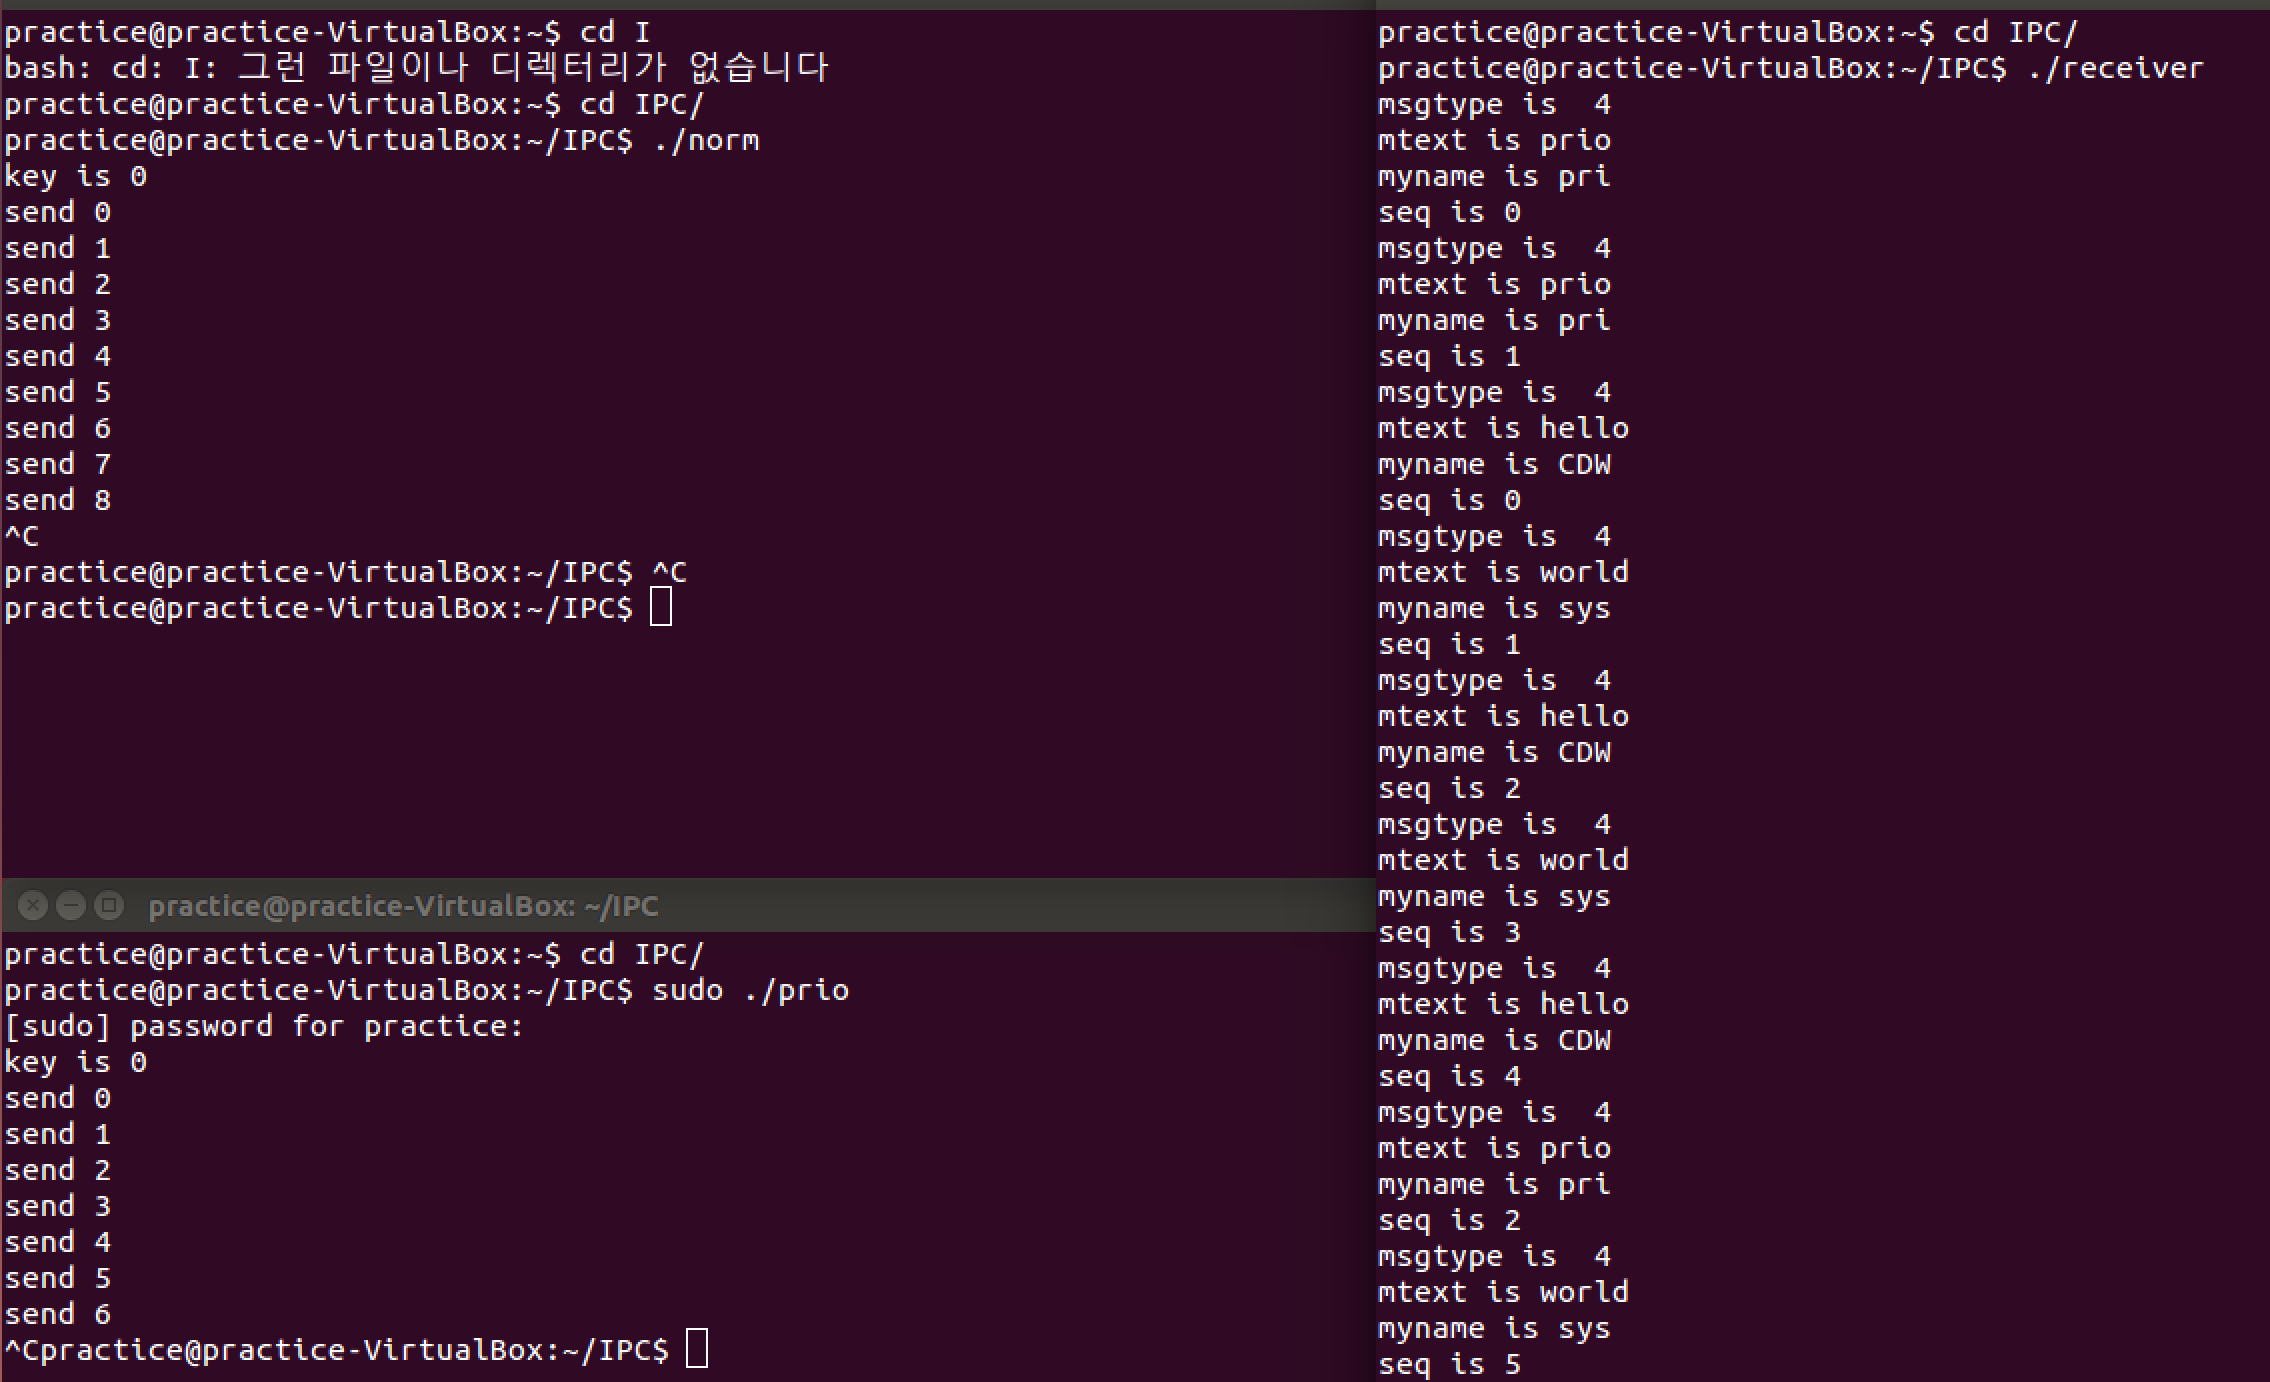 practice@practice-VirtualBox:~$ cd I
bash: cd: I: 그런 파일이나 디렉터리가 없습니다
practice@practice-VirtualBox:~$ cd IPC/
practice@practice-VirtualBox:~/IPC$ ./norm
key is 0
send 0
send 1
send 2
send 3
send 4
send 5
send 6
send 7
send 8
^C
practice@practice-VirtualBox:~/IPC$ ^C
practice@practice-VirtualBox:~/IPC$
practice@practice-VirtualBox: ~/IPC
practice@practice-VirtualBox:~$ cd IPC/
practice@practice-VirtualBox:~/IPC$ sudo ./prio
[sudo] password for practice:
key is 0
send 0
send 1
send 2
send 3
send 4
send 5
send 6
^Cpractice@practice-VirtualBox:~/IPC$
practice@practice-VirtualBox:~$ cd IPC/
practice@practice-VirtualBox:~/IPC$ ./receiver
msgtype is  4
mtext is prio
myname is pri
seq is 0
msgtype is  4
mtext is prio
myname is pri
seq is 1
msgtype is  4
mtext is hello
myname is CDW
seq is 0
msgtype is  4
mtext is world
myname is sys
seq is 1
msgtype is  4
mtext is hello
myname is CDW
seq is 2
msgtype is  4
mtext is world
myname is sys
seq is 3
msgtype is  4
mtext is hello
myname is CDW
seq is 4
msgtype is  4
mtext is prio
myname is pri
seq is 2
msgtype is  4
mtext is world
myname is sys
seq is 5